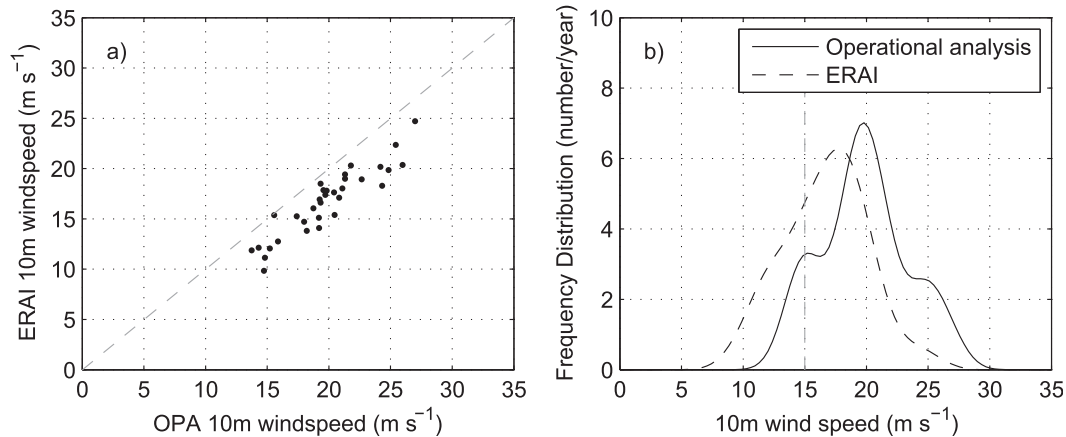 a)
ERAI 10m windspeed (m s⁻¹)
35
30
25
20
15
10
5
0
0 5 10 15 20 25 30 35
OPA 10m windspeed (m s⁻¹)
b)
Operational analysis
ERAI
Frequency Distribution (number/year)
10
8
6
4
2
0
0 5 10 15 20 25 30 35
10m wind speed (m s⁻¹)